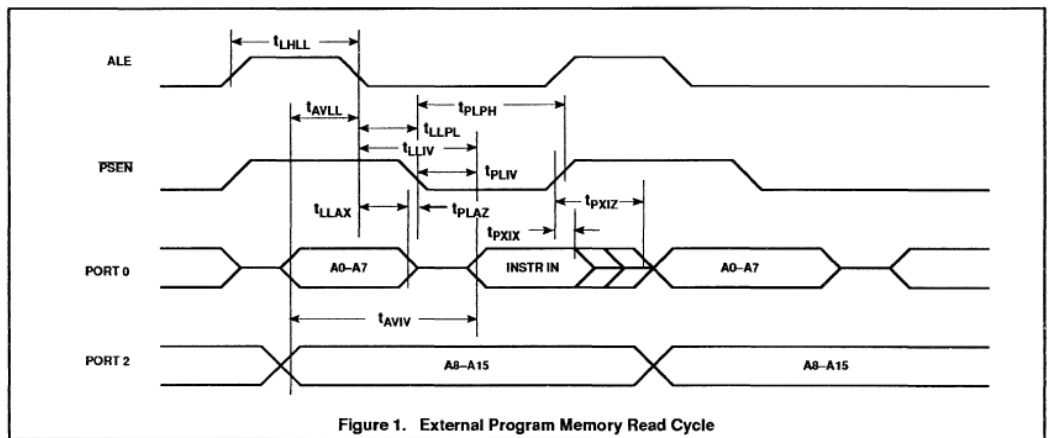 tLHLL
ALE
tAVLL
tPLPH
tLLPL
tLLIV
PSEN
tPLIV
tLLAX
tPLAZ
tPXIZ
tPXIX
PORT 0
A0–A7
INSTR IN
A0–A7
tAVIV
PORT 2
A8–A15
A8–A15
Figure 1. External Program Memory Read Cycle